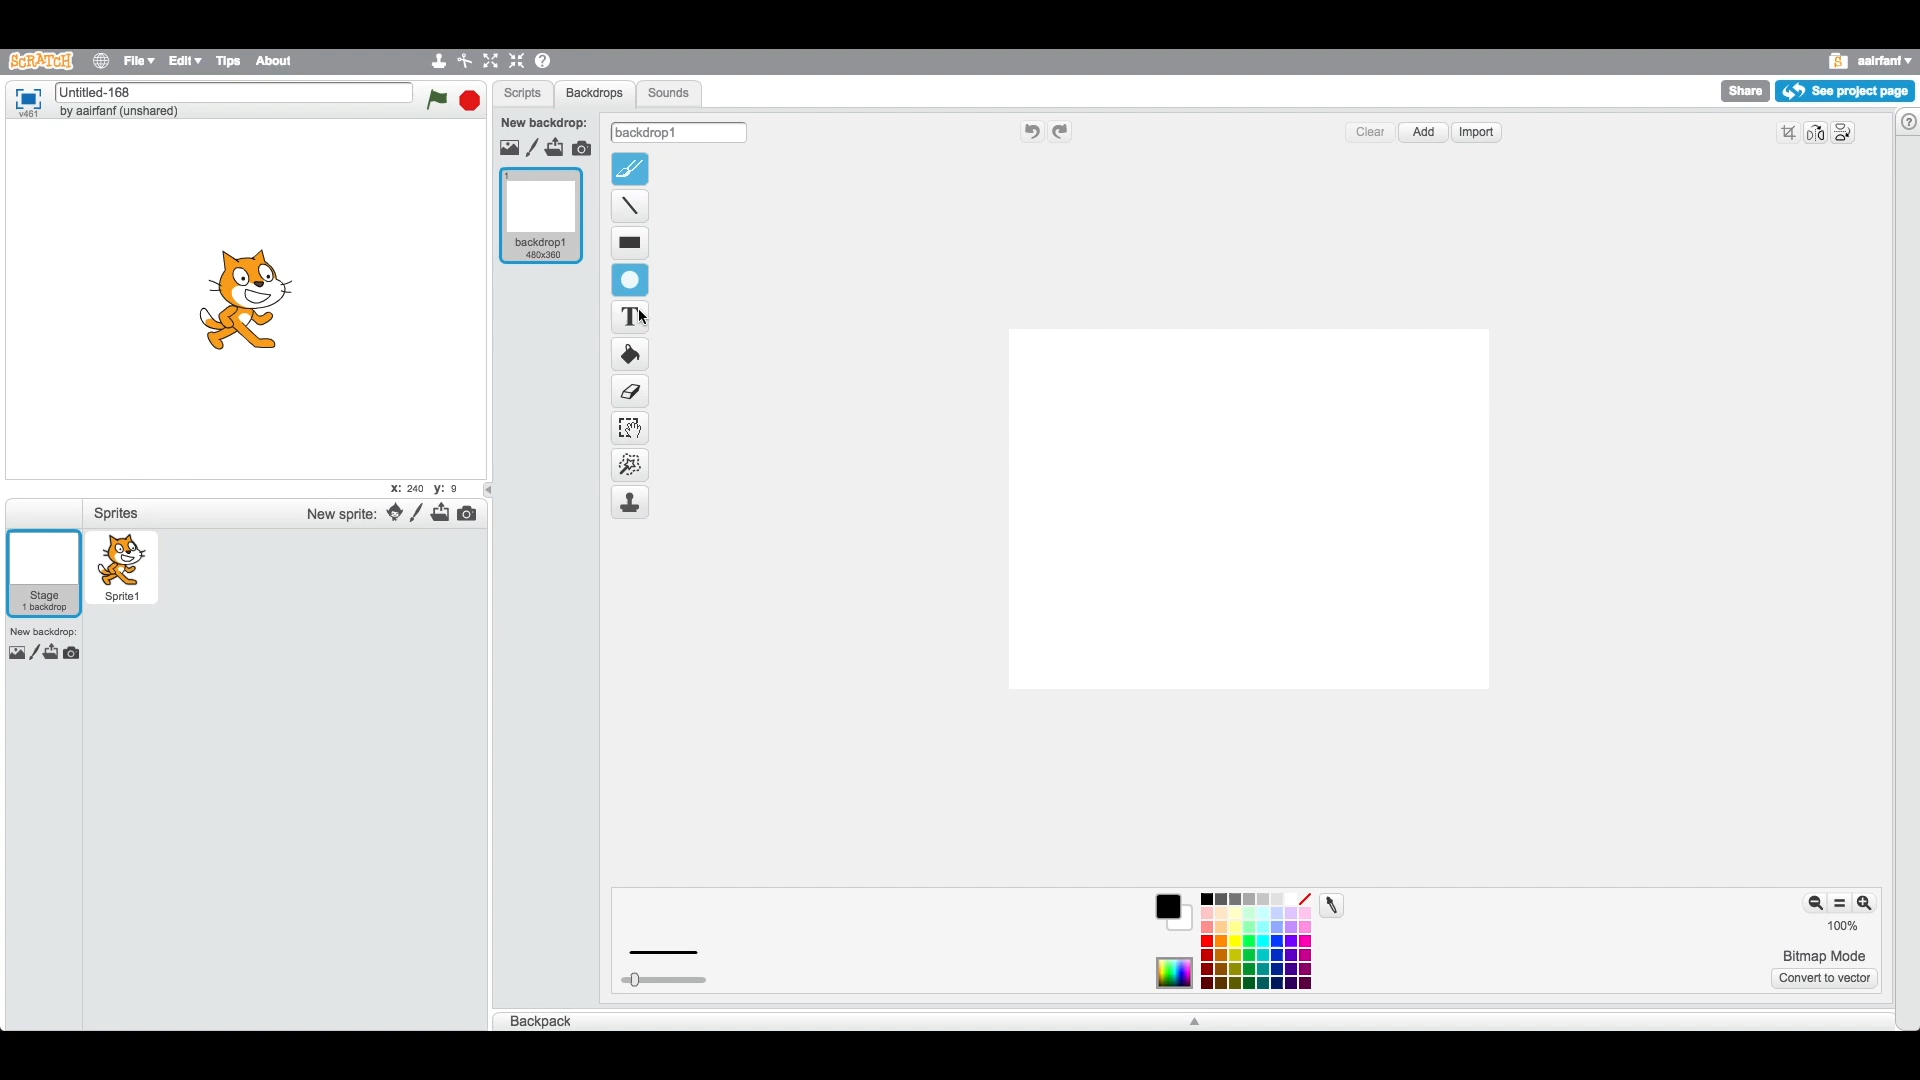 SCRATCH File Edit Tips About aairfanf
v461 Untitled-168
by aairfanf (unshared)
Scripts Backdrops Sounds
Share See project page
New backdrop:
backdrop1
Clear Add Import
1
backdrop1
480x360
T
x: 240 y: 9
Sprites New sprite:
Stage
1 backdrop
Sprite1
New backdrop:
100%
Bitmap Mode
Convert to vector
Backpack